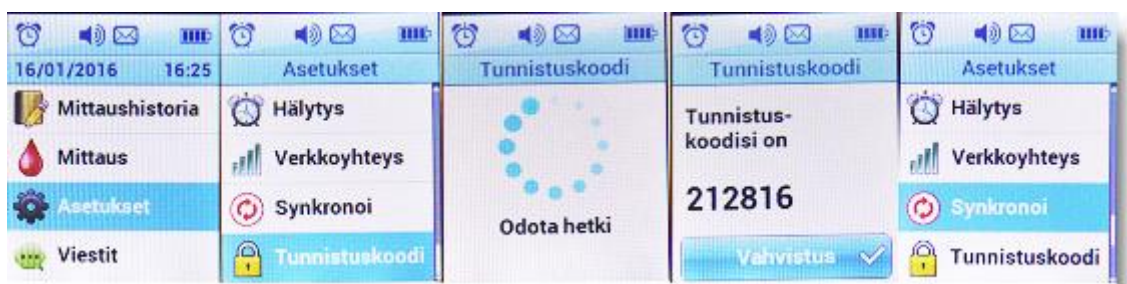 16/01/2016 16:25
Mittaushistoria
Mittaus
Asetukset
Viestit
Asetukset
Hälytys
Verkkoyhteys
Synkronoi
Tunnistuskoodi
Tunnistuskoodi
Odota hetki
Tunnistuskoodi
Tunnistus-
koodisi on
212816
Vahvistus
Asetukset
Hälytys
Verkkoyhteys
Synkronoi
Tunnistuskoodi